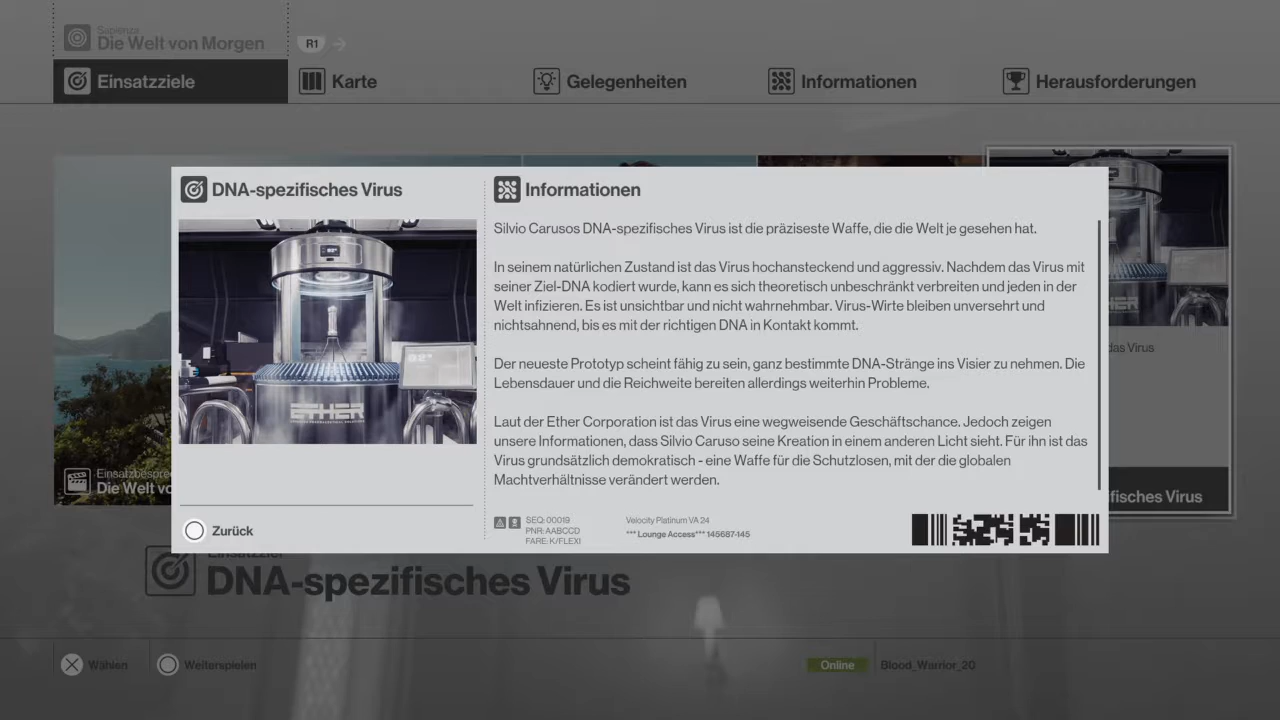 Sapienza
Die Welt von Morgen
R1
Einsatzziele
Karte
Gelegenheiten
Informationen
Herausforderungen
DNA-spezifisches Virus
Informationen
Silvio Carusos DNA-spezifisches Virus ist die präziseste Waffe, die die Welt je gesehen hat.
In seinem natürlichen Zustand ist das Virus hochansteckend und aggressiv. Nachdem das Virus mit
seiner Ziel-DNA kodiert wurde, kann es sich theoretisch unbeschränkt verbreiten und jeden in der
Welt infizieren. Es ist unsichtbar und nicht wahrnehmbar. Virus-Wirte bleiben unversehrt und
nichtsahnend, bis es mit der richtigen DNA in Kontakt kommt.
Der neueste Prototyp scheint fähig zu sein, ganz bestimmte DNA-Stränge ins Visier zu nehmen. Die
Lebensdauer und die Reichweite bereiten allerdings weiterhin Probleme.
Laut der Ether Corporation ist das Virus eine wegweisende Geschäftschance. Jedoch zeigen
unsere Informationen, dass Silvio Caruso seine Kreation in einem anderen Licht sieht. Für ihn ist das
Virus grundsätzlich demokratisch - eine Waffe für die Schutzlosen, mit der die globalen
Machtverhältnisse verändert werden.
ETHER
Zurück
SEQ: 00019
PNR: AABCCD
FARE: K/FLEXI
Velocity Platinum VA 24
*** Lounge Access*** 145687-145
das Virus
ifisches Virus
Einsatzbespre
Die Welt vo
Einsatzziel
DNA-spezifisches Virus
Wählen
Weiterspielen
Online
Blood_Warrior_20